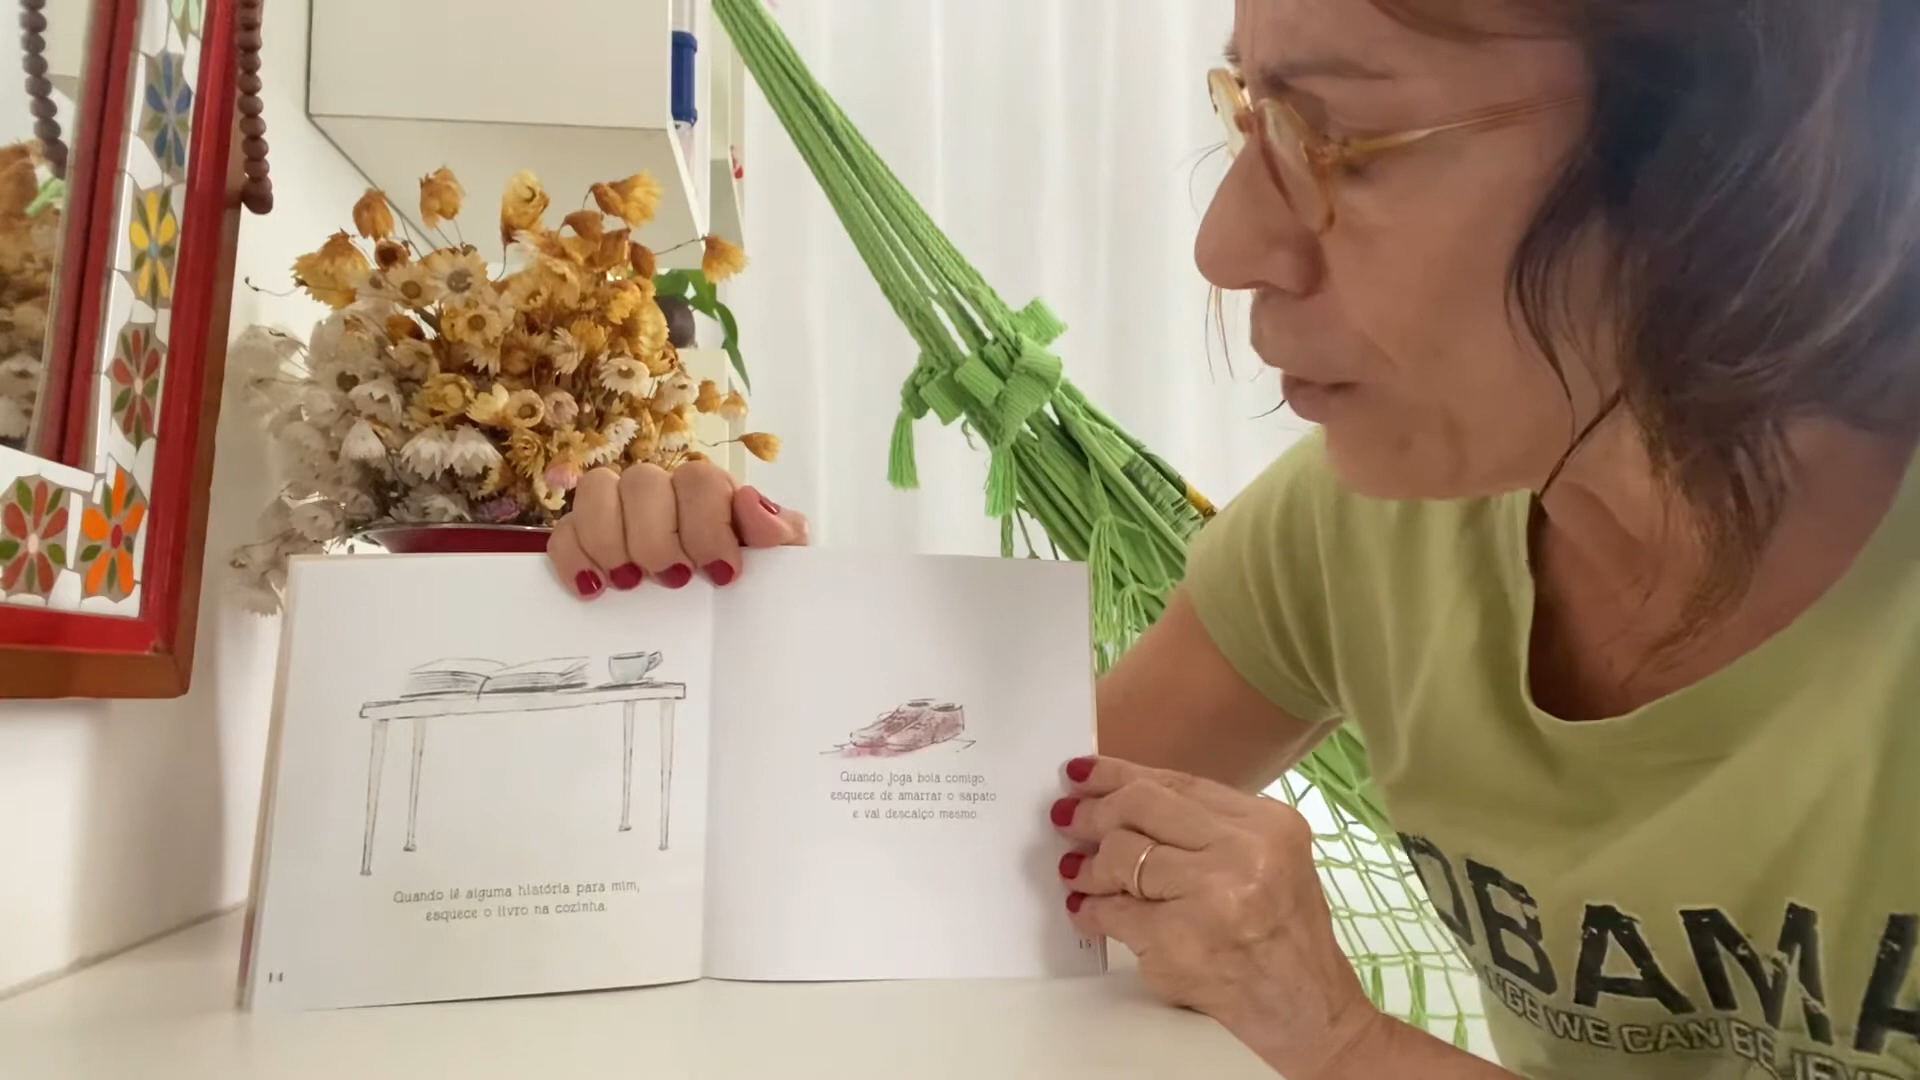 Quando lê alguma história para mim,
esquece o livro na cozinha.
14
Quando joga bola comigo,
esquece de amarrar o sapato
e vai descalço mesmo.
15
OBAMA
NGE WE CAN BELIEVE